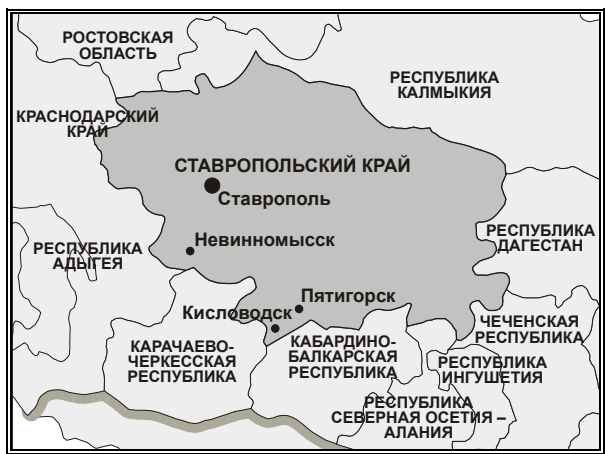 РОСТОВСКАЯ
ОБЛАСТЬ
РЕСПУБЛИКА
КАЛМЫКИЯ
КРАСНОДАРСКИЙ
КРАЙ
СТАВРОПОЛЬСКИЙ КРАЙ
Ставрополь
РЕСПУБЛИКА
ДАГЕСТАН
Невинномысск
РЕСПУБЛИКА
АДЫГЕЯ
Пятигорск
Кисловодск
ЧЕЧЕНСКАЯ
РЕСПУБЛИКА
КАРАЧАЕВО-
ЧЕРКЕССКАЯ
РЕСПУБЛИКА
КАБАРДИНО-
БАЛКАРСКАЯ
РЕСПУБЛИКА
РЕСПУБЛИКА
ИНГУШЕТИЯ
РЕСПУБЛИКА
СЕВЕРНАЯ ОСЕТИЯ –
АЛАНИЯ